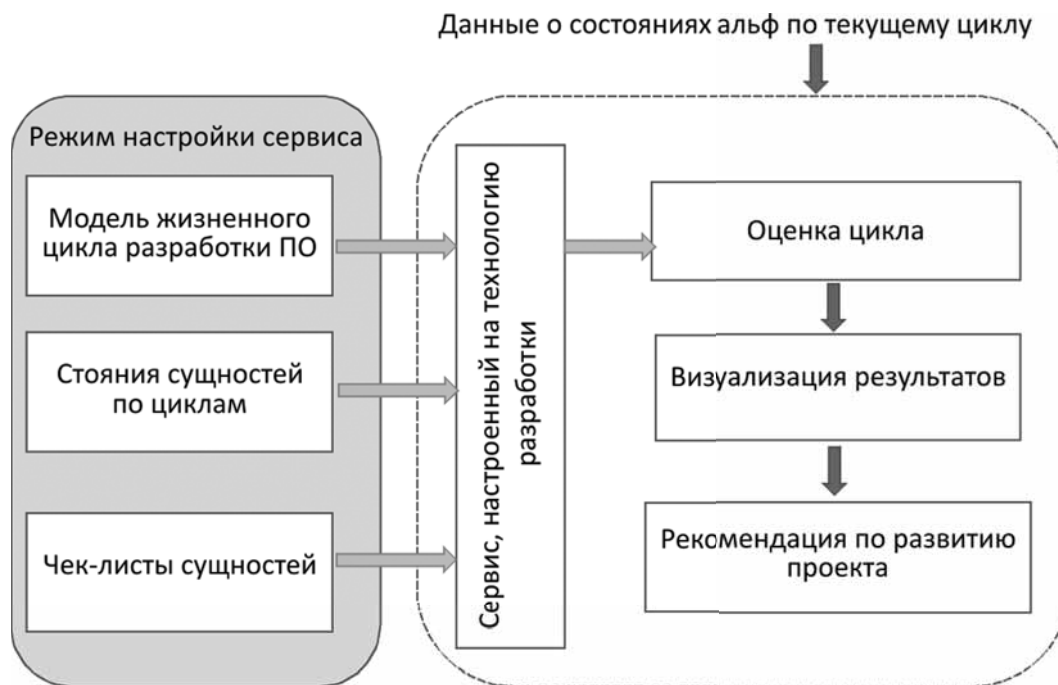 Данные о состояниях альф по текущему циклу
Режим настройки сервиса
Модель жизненного
цикла разработки ПО
Стояния сущностей
по циклам
Чек-листы сущностей
Сервис, настроенный на технологию
разработки
Оценка цикла
Визуализация результатов
Рекомендация по развитию
проекта